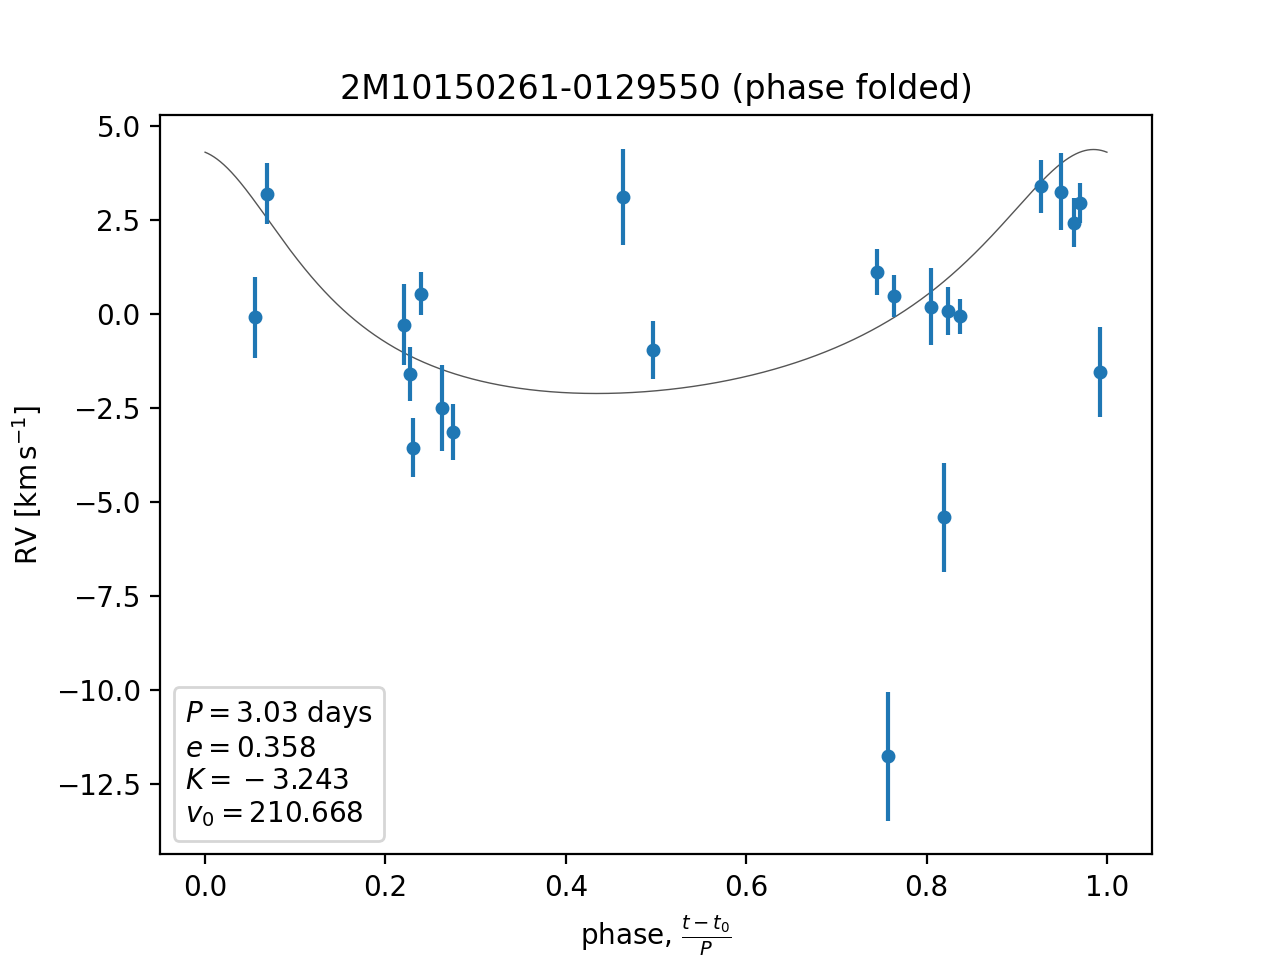 2M10150261-0129550 (phase folded)
RV [km s⁻¹]
5.0
2.5
0.0
−2.5
−5.0
−7.5
−10.0
−12.5
P = 3.03 days
e = 0.358
K = −3.243
v₀ = 210.668
0.0 0.2 0.4 0.6 0.8 1.0
phase, (t − t₀)/P